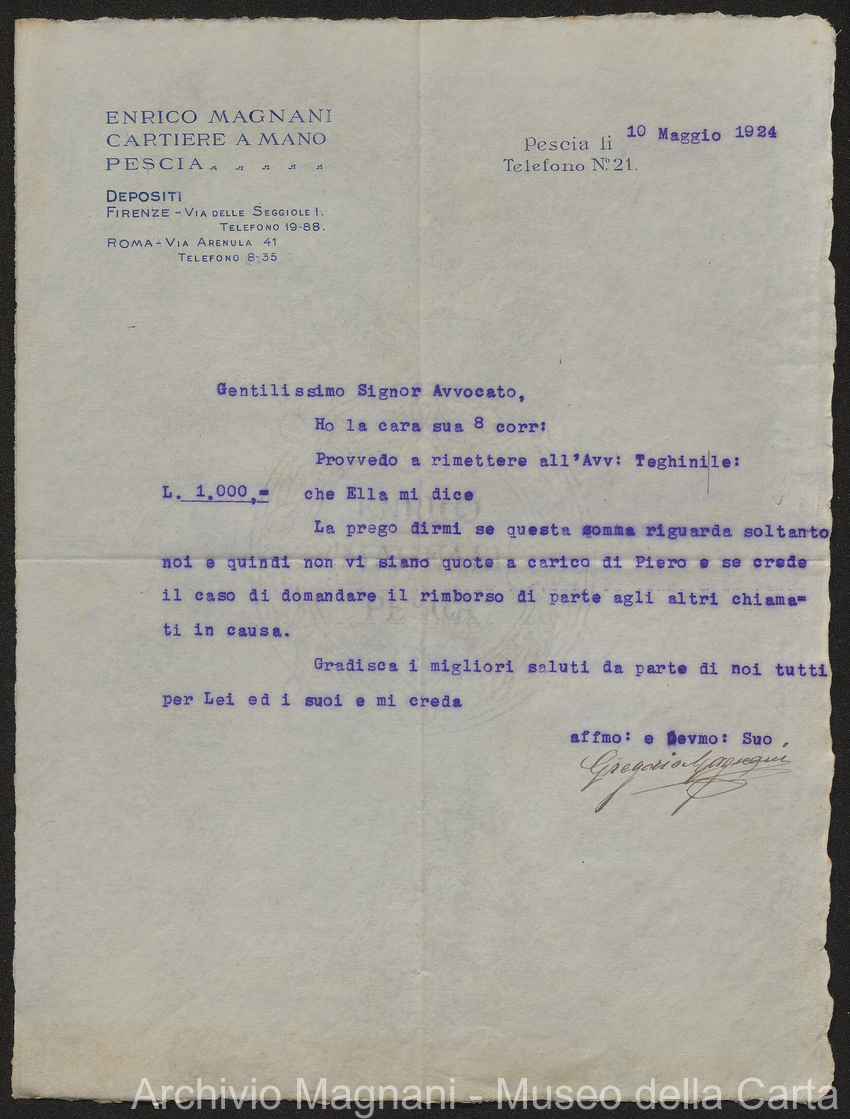 ENRICO MAGNANI
CARTIERE A MANO
PESCIA
DEPOSITI
FIRENZE - VIA DELLE SEGGIOLE 1.
TELEFONO 19-88.
ROMA - VIA ARENULA 41
TELEFONO 8-35
Pescia li 10 Maggio 1924
Telefono N.º 21.
Gentilissimo Signor Avvocato,
Ho la cara sua 8 corr:
Provvedo a rimettere all'Avv: Teghini|le:
L. 1.000,= che Ella mi dice
La prego dirmi se questa somma riguarda soltanto
noi e quindi non vi siano quote a carico di Piero e se crede
il caso di domandare il rimborso di parte agli altri chiama=
ti in causa.
Gradisca i migliori saluti da parte di noi tutti
per Lei ed i suoi e mi creda
affmo: e Devmo: Suo
Gregorio Magnani
Archivio Magnani - Museo della Carta